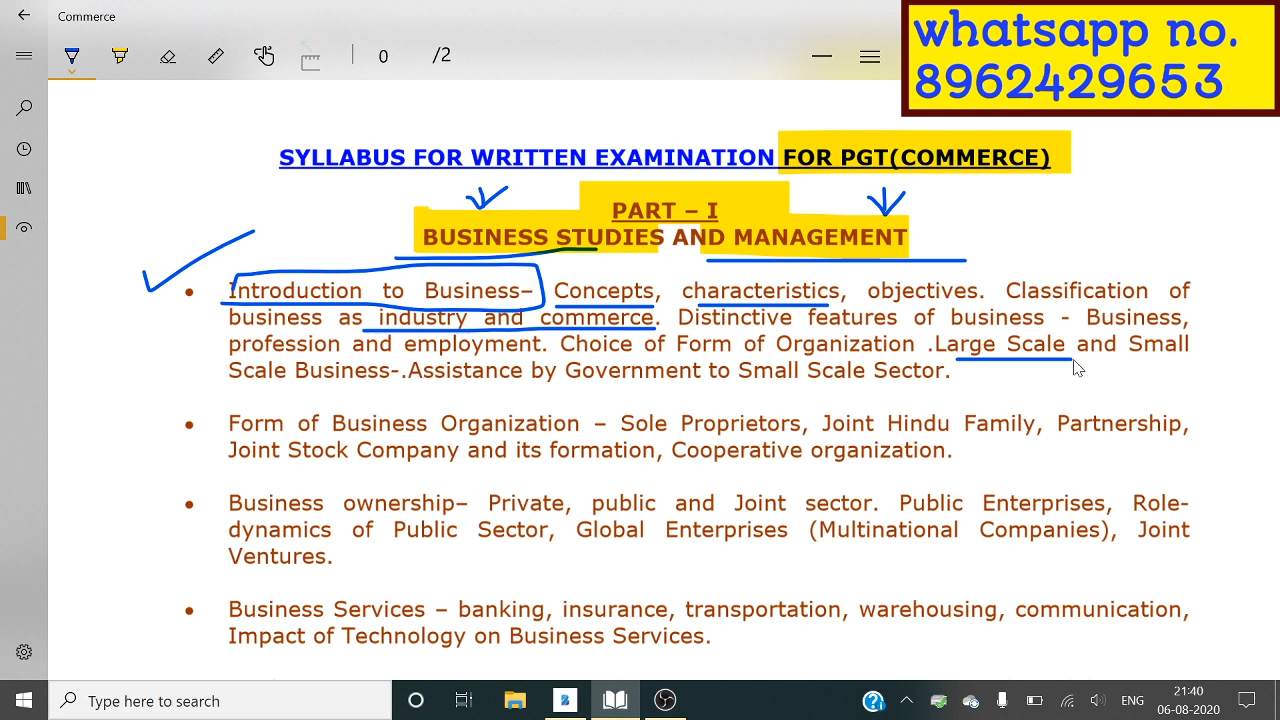 Commerce
whatsapp no.
8962429653
0 /2
SYLLABUS FOR WRITTEN EXAMINATION FOR PGT(COMMERCE)
PART – I
BUSINESS STUDIES AND MANAGEMENT
• Introduction to Business– Concepts, characteristics, objectives. Classification of
business as industry and commerce. Distinctive features of business - Business,
profession and employment. Choice of Form of Organization .Large Scale and Small
Scale Business-.Assistance by Government to Small Scale Sector.
• Form of Business Organization – Sole Proprietors, Joint Hindu Family, Partnership,
Joint Stock Company and its formation, Cooperative organization.
• Business ownership– Private, public and Joint sector. Public Enterprises, Role-
dynamics of Public Sector, Global Enterprises (Multinational Companies), Joint
Ventures.
• Business Services – banking, insurance, transportation, warehousing, communication,
Impact of Technology on Business Services.
Type here to search
ENG
21:40
06-08-2020